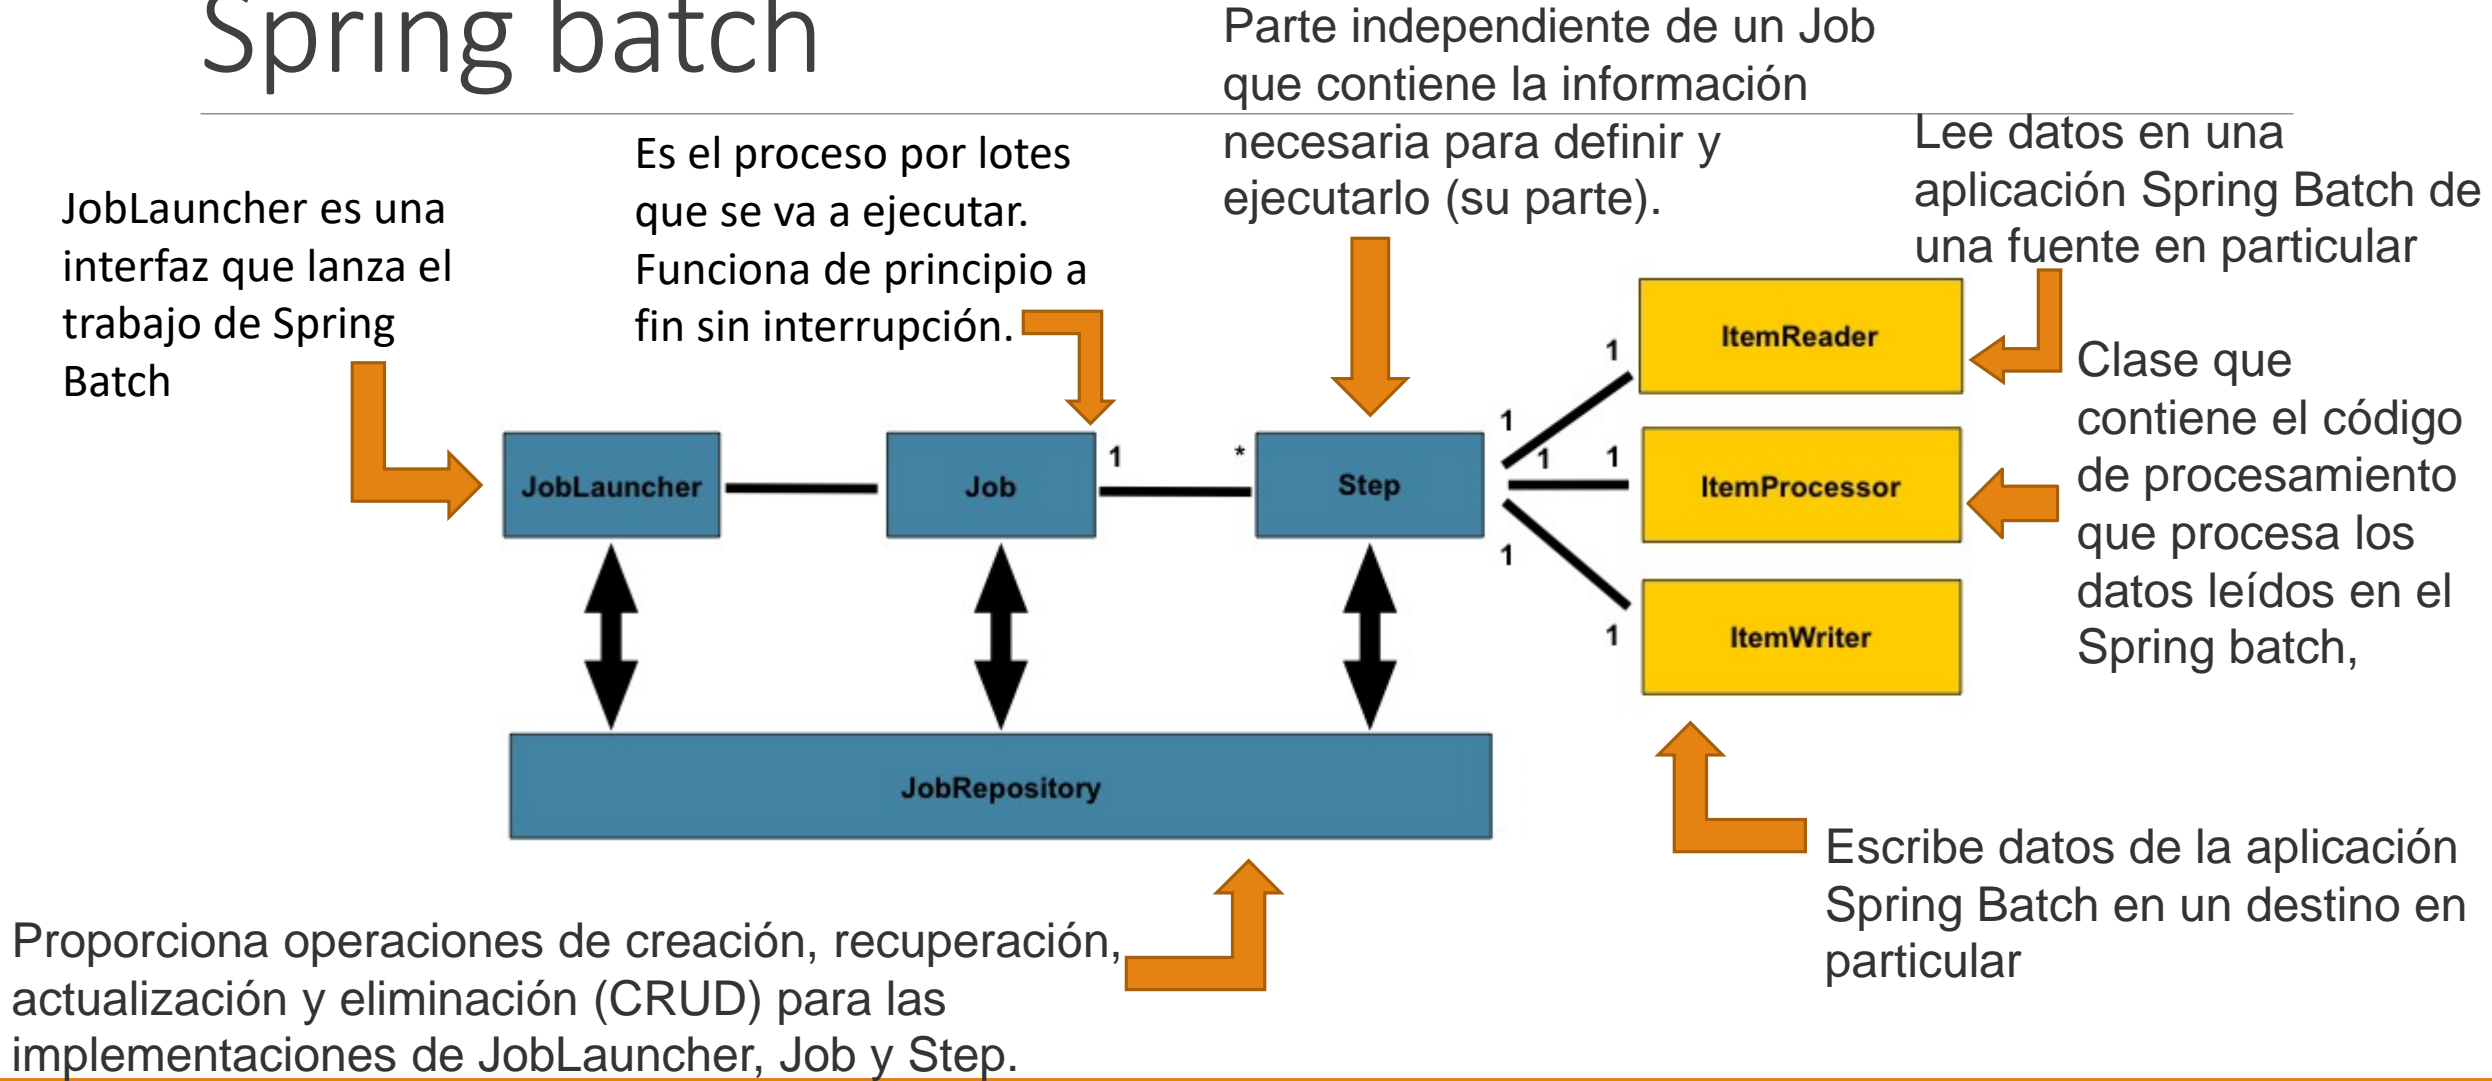 Spring batch
Parte independiente de un Job
que contiene la información
necesaria para definir y
ejecutarlo (su parte).
Lee datos en una
aplicación Spring Batch de
una fuente en particular
Es el proceso por lotes
que se va a ejecutar.
Funciona de principio a
fin sin interrupción.
JobLauncher es una
interfaz que lanza el
trabajo de Spring
Batch
Clase que
contiene el código
de procesamiento
que procesa los
datos leídos en el
Spring batch,
JobLauncher
Job
1
*
Step
1
1
ItemReader
1
1
ItemProcessor
1
1
ItemWriter
JobRepository
Escribe datos de la aplicación
Spring Batch en un destino en
particular
Proporciona operaciones de creación, recuperación,
actualización y eliminación (CRUD) para las
implementaciones de JobLauncher, Job y Step.